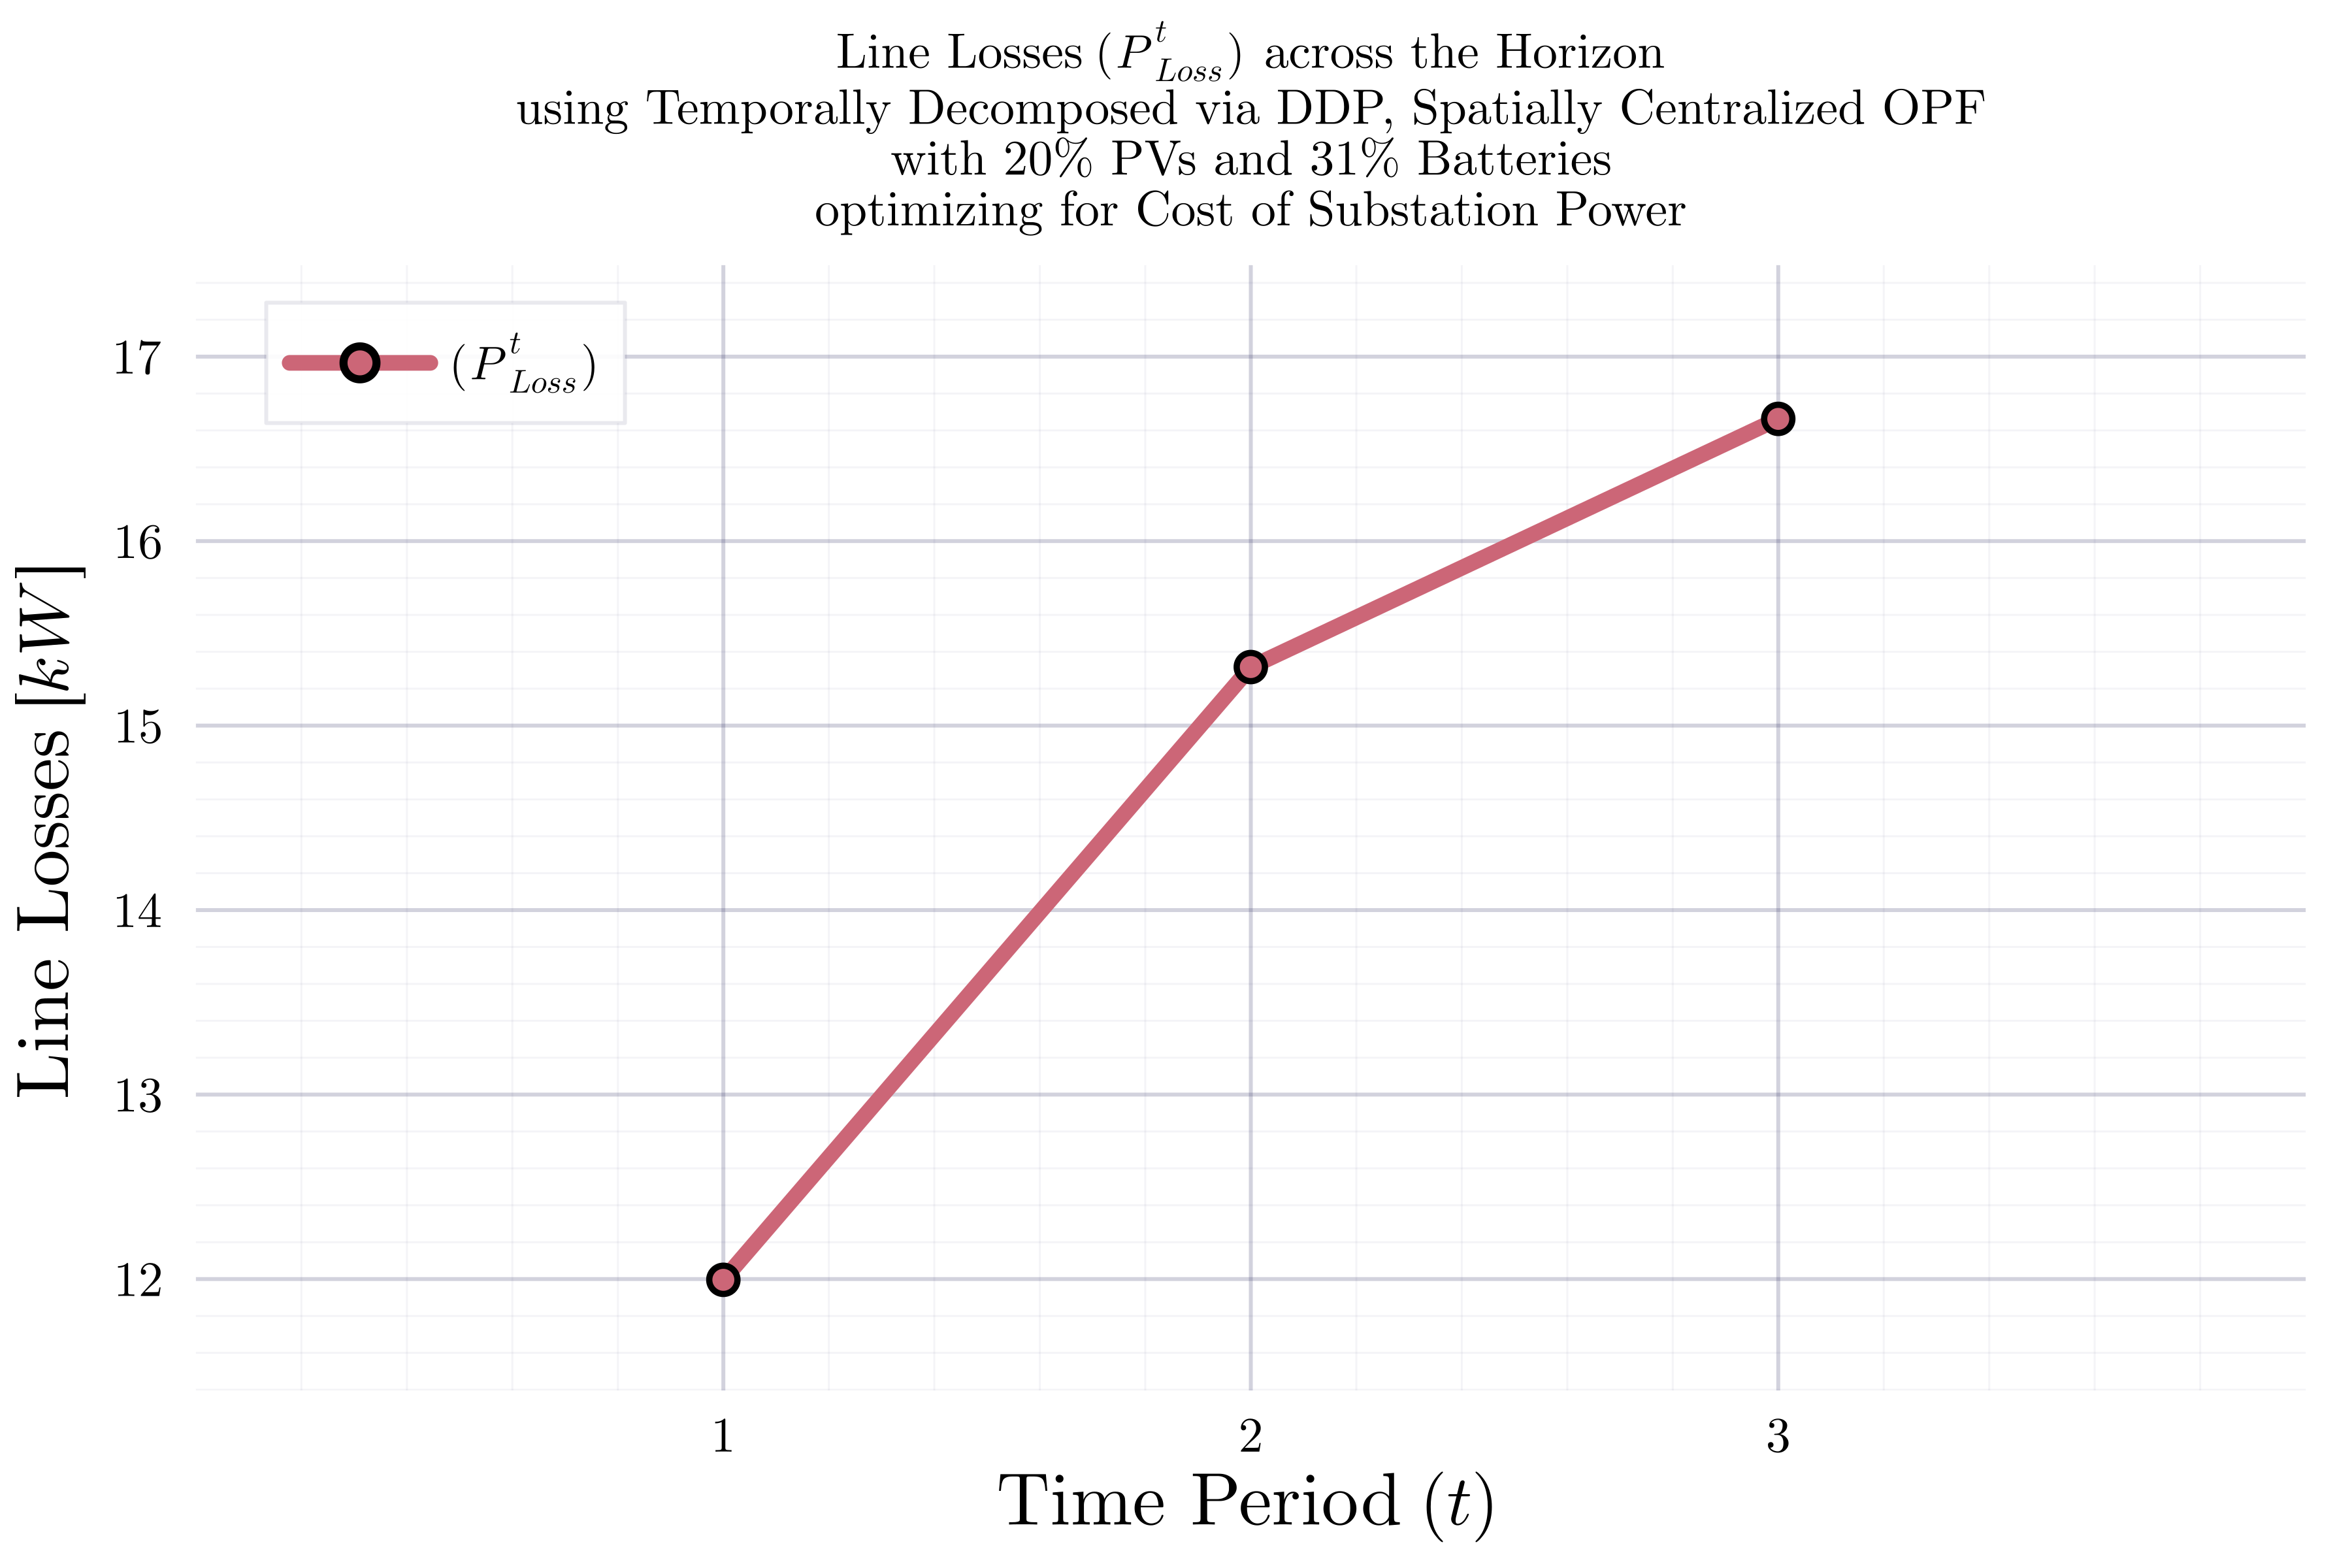 Line Losses (P^t_Loss) across the Horizon
using Temporally Decomposed via DDP, Spatially Centralized OPF
with 20% PVs and 31% Batteries
optimizing for Cost of Substation Power
(P^t_Loss)
17
16
15
14
13
12
Line Losses [kW]
1 2 3
Time Period (t)